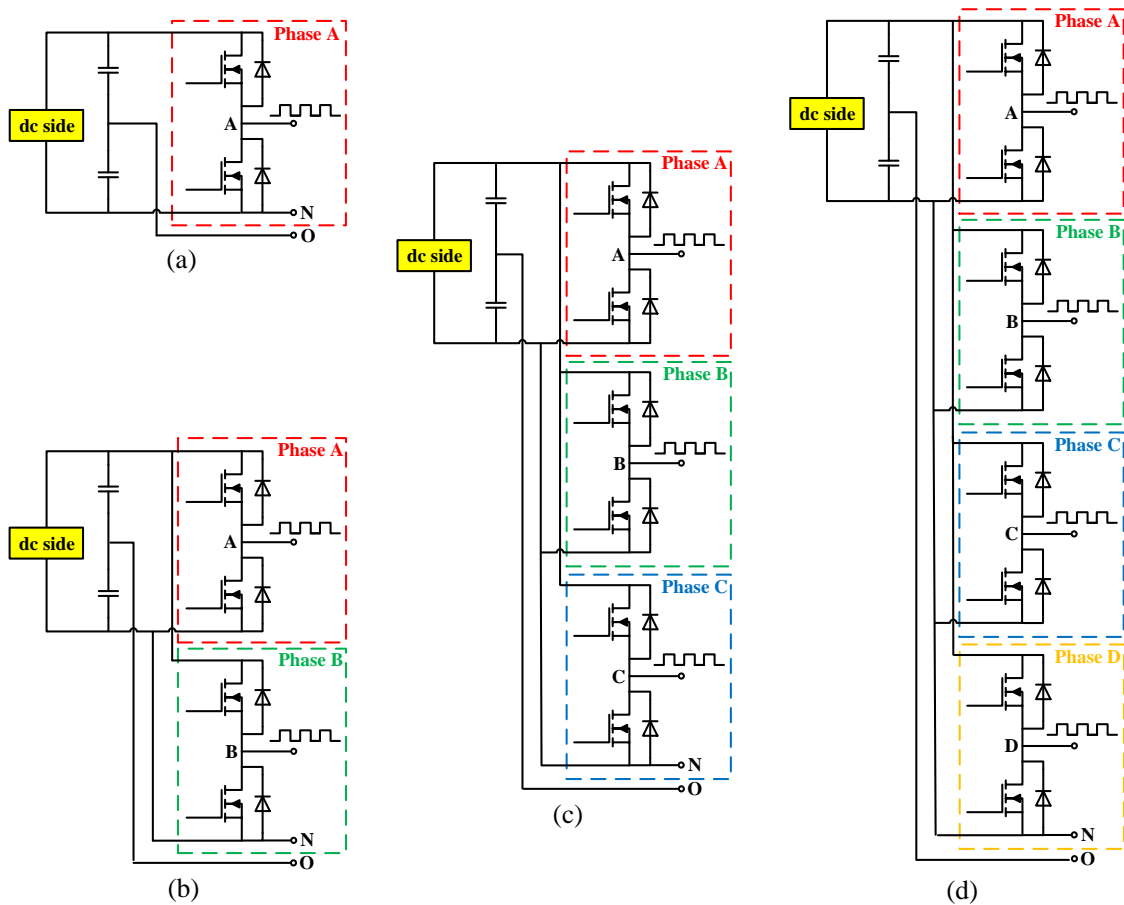 Phase A
dc side
A
N
O
(a)
Phase A
dc side
A
Phase B
B
N
O
(b)
Phase A
dc side
A
Phase B
B
Phase C
C
N
O
(c)
Phase A
dc side
A
Phase B
B
Phase C
C
Phase D
D
N
O
(d)